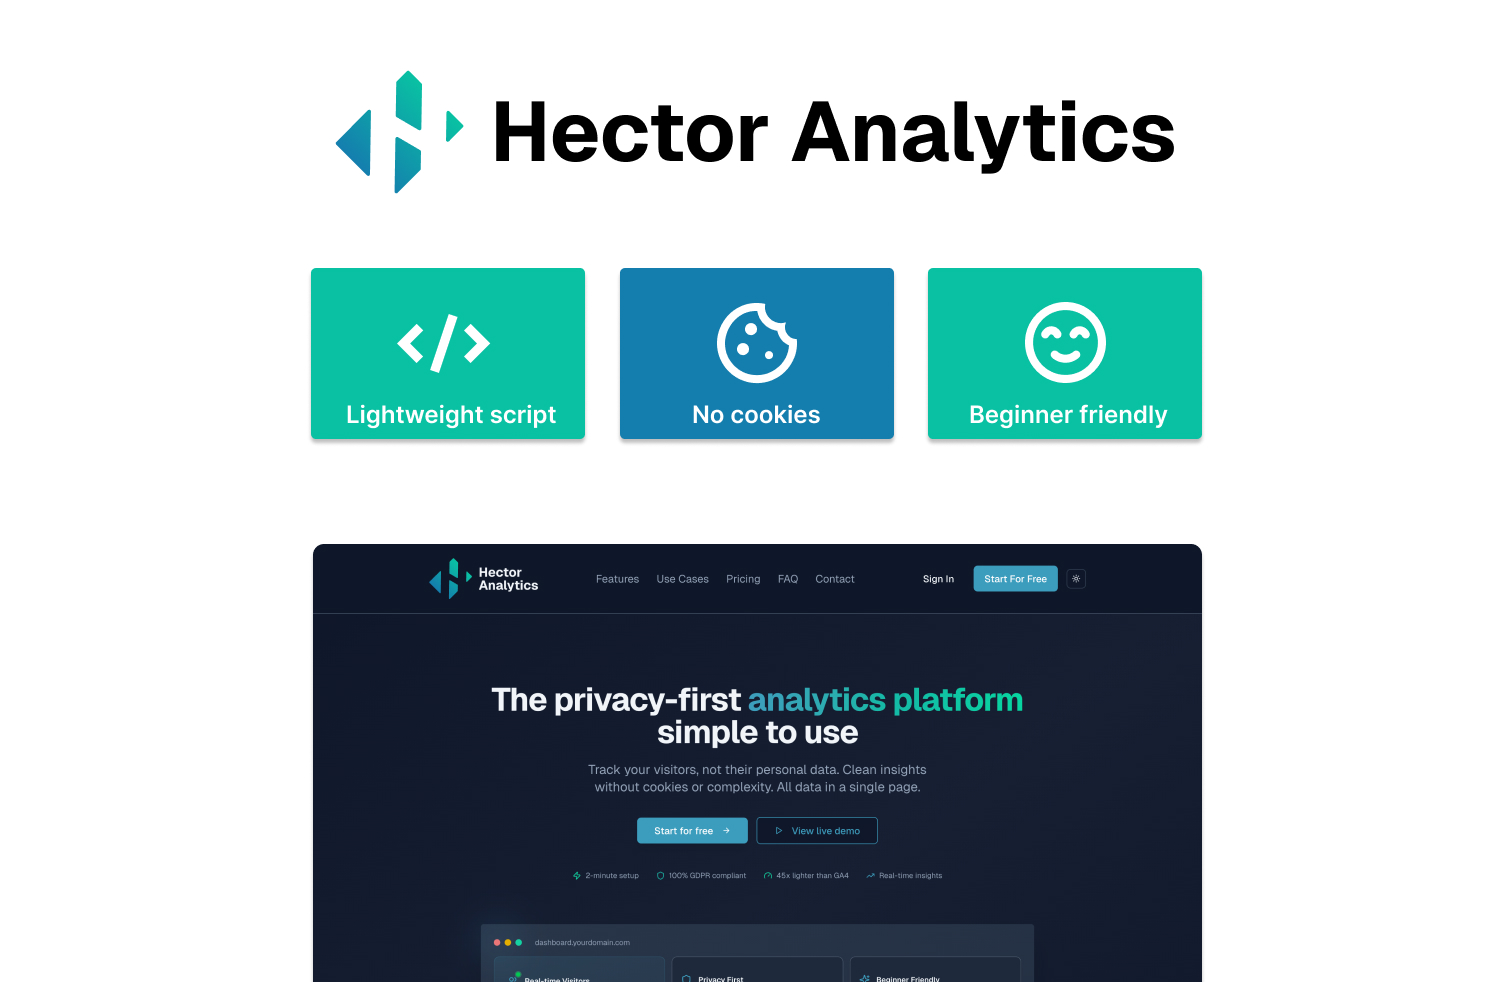 Hector Analytics
Lightweight script
No cookies
Beginner friendly
Hector
Analytics
Features
Use Cases
Pricing
FAQ
Contact
Sign In
Start For Free
The privacy-first analytics platform
simple to use
Track your visitors, not their personal data. Clean insights
without cookies or complexity. All data in a single page.
Start for free
View live demo
2-minute setup
100% GDPR compliant
45x lighter than GA4
Real-time insights
dashboard.yourdomain.com
Real-time Visitors
Privacy First
Beginner Friendly